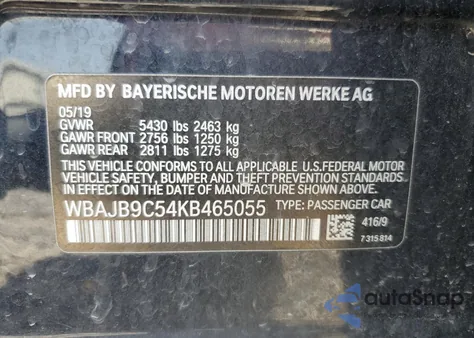 MFD BY BAYERISCHE MOTOREN WERKE AG
05/19
GVWR 5430 lbs 2463 kg
GAWR FRONT 2756 lbs 1250 kg
GAWR REAR 2811 lbs 1275 kg
THIS VEHICLE CONFORMS TO ALL APPLICABLE U.S.FEDERAL MOTOR
VEHICLE SAFETY, BUMPER AND THEFT PREVENTION STANDARDS IN
EFFECT ON THE DATE OF MANUFACTURE SHOWN ABOVE.
WBAJB9C54KB465055 TYPE: PASSENGER CAR
416/9
7315814
autoSnap